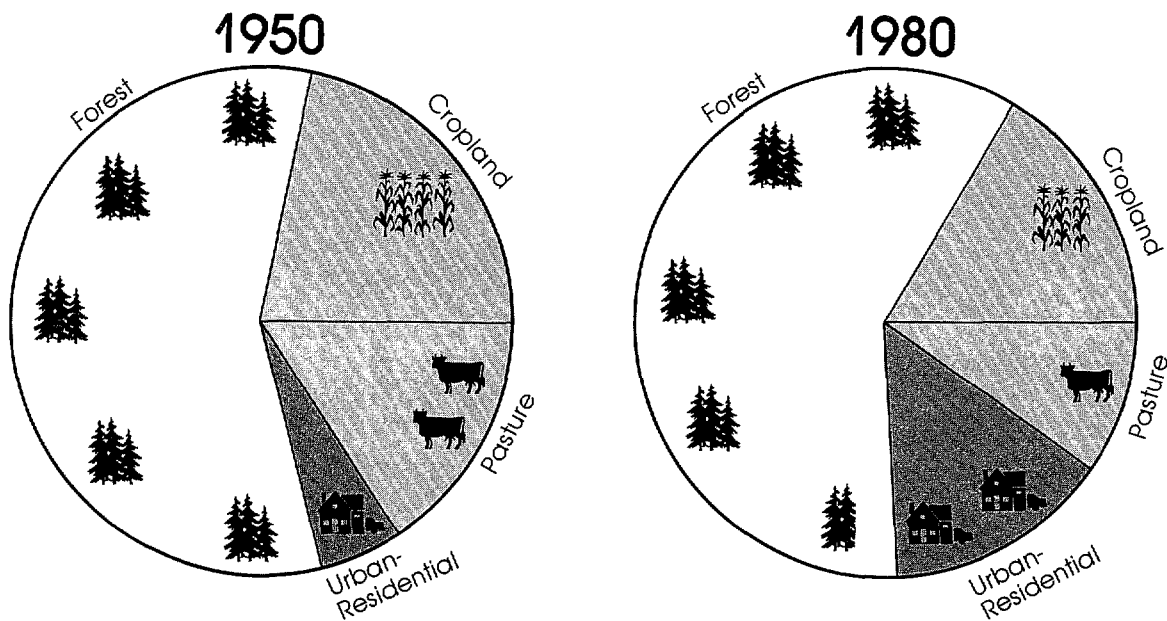 1950
Forest
Cropland
Pasture
Urban-
Residential
1980
Forest
Cropland
Pasture
Urban-
Residential